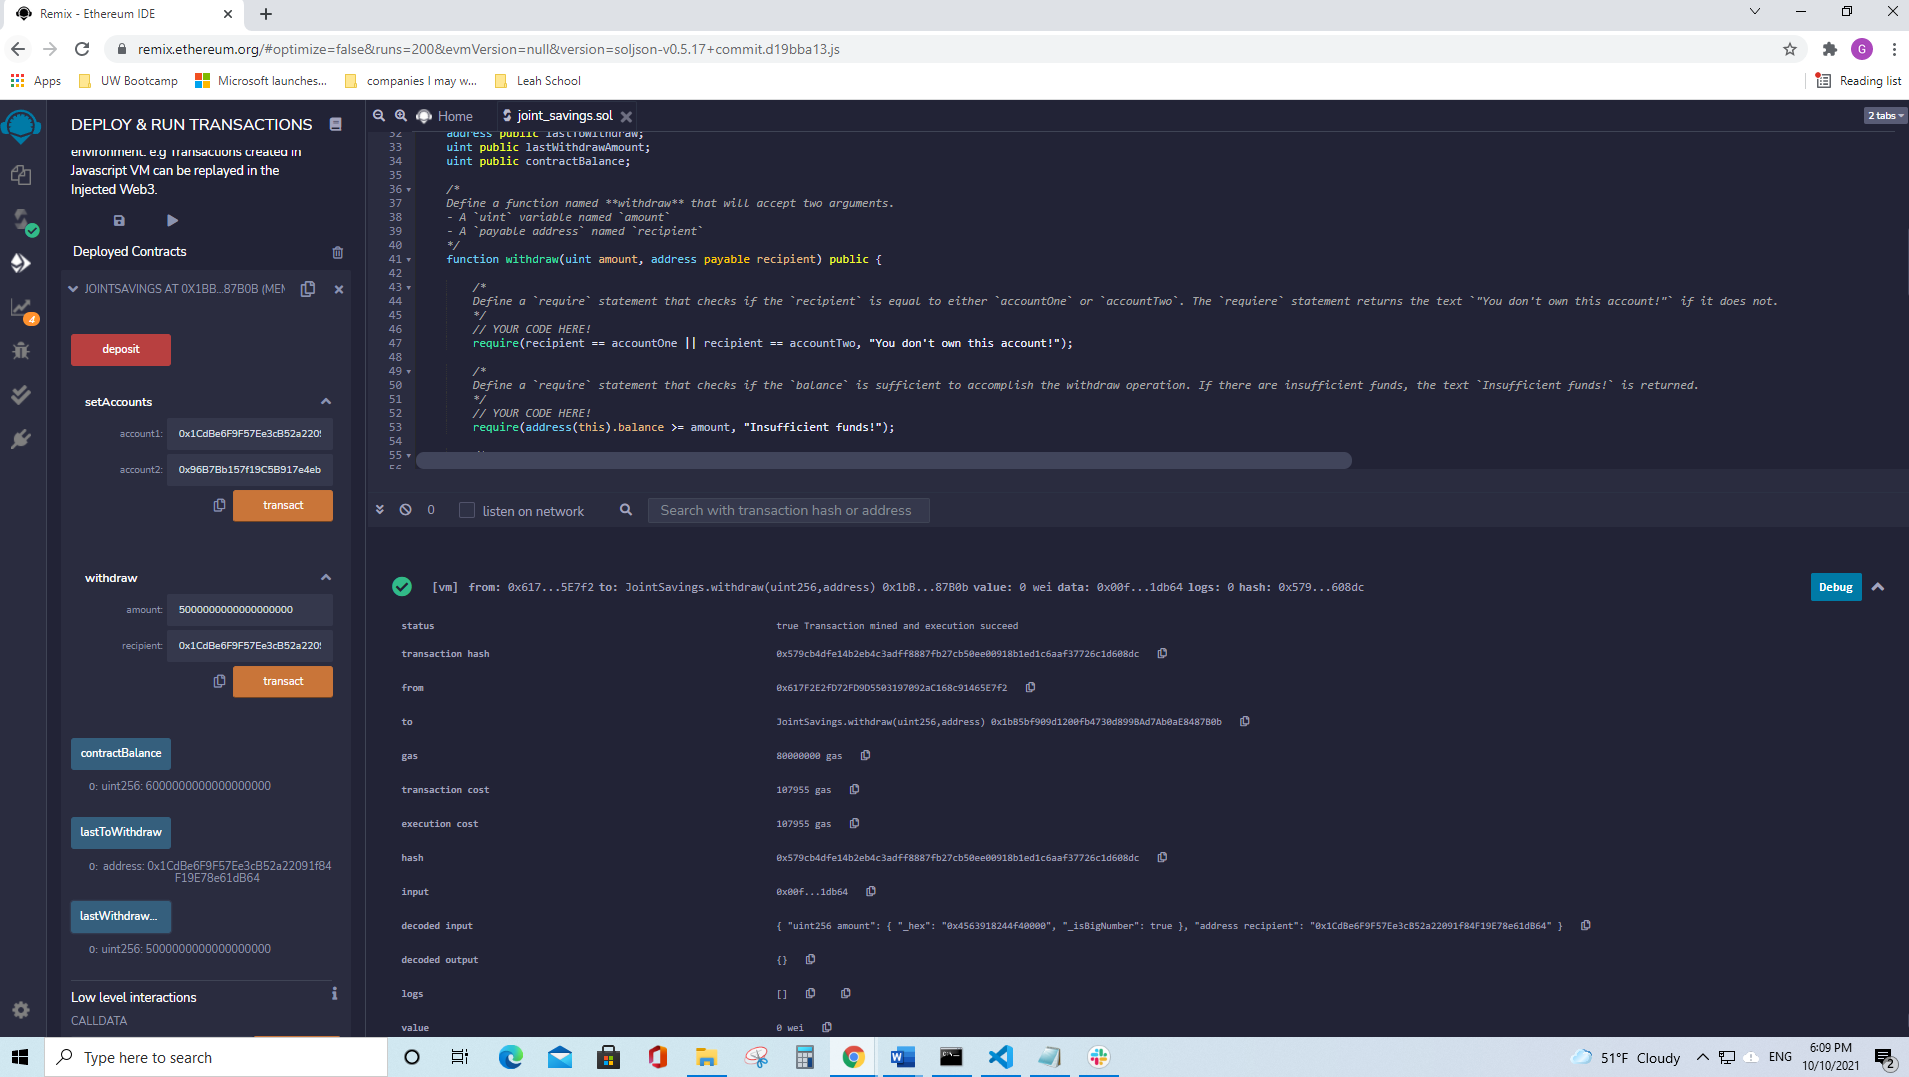 Remix - Ethereum IDE
remix.ethereum.org/#optimize=false&runs=200&evmVersion=null&version=soljson-v0.5.17+commit.d19bba13.js
G
Apps
UW Bootcamp
Microsoft launches...
companies I may w...
Leah School
Reading list
DEPLOY & RUN TRANSACTIONS
environment. e.g Transactions created in
Javascript VM can be replayed in the
Injected Web3.
Deployed Contracts
JOINTSAVINGS AT 0X1BB...87B0B (MEM
deposit
setAccounts
account1: 0x1CdBe6F9F57Ee3cB52a2209
account2: 0x96B7Bb157f19C5B917e4eb
transact
withdraw
amount: 5000000000000000000
recipient: 0x1CdBe6F9F57Ee3cB52a2209
transact
contractBalance
0: uint256: 6000000000000000000
lastToWithdraw
0: address: 0x1CdBe6F9F57Ee3cB52a22091f84
F19E78e61dB64
lastWithdraw...
0: uint256: 5000000000000000000
Low level interactions
CALLDATA
4
Home
joint_savings.sol
2 tabs
32 address public lastToWithdraw;
33 uint public lastWithdrawAmount;
34 uint public contractBalance;
35
36 /*
37 Define a function named **withdraw** that will accept two arguments.
38 - A `uint` variable named `amount`
39 - A `payable address` named `recipient`
40 */
41 function withdraw(uint amount, address payable recipient) public {
42
43 /*
44 Define a `require` statement that checks if the `recipient` is equal to either `accountOne` or `accountTwo`. The `requiere` statement returns the text `"You don't own this account!"` if it does not.
45 */
46 // YOUR CODE HERE!
47 require(recipient == accountOne || recipient == accountTwo, "You don't own this account!");
48
49 /*
50 Define a `require` statement that checks if the `balance` is sufficient to accomplish the withdraw operation. If there are insufficient funds, the text `Insufficient funds!` is returned.
51 */
52 // YOUR CODE HERE!
53 require(address(this).balance >= amount, "Insufficient funds!");
54
55
56
0
listen on network
Search with transaction hash or address
[vm] from: 0x617...5E7f2 to: JointSavings.withdraw(uint256,address) 0x1bB...87B0b value: 0 wei data: 0x00f...1db64 logs: 0 hash: 0x579...608dc
Debug
status true Transaction mined and execution succeed
transaction hash 0x579cb4dfe14b2eb4c3adff8887fb27cb50ee00918b1ed1c6aaf37726c1d608dc
from 0x617F2E2fD72FD9D5503197092aC168c91465E7f2
to JointSavings.withdraw(uint256,address) 0x1bB5bf909d1200fb4730d899BAd7Ab0aE8487B0b
gas 80000000 gas
transaction cost 107955 gas
execution cost 107955 gas
hash 0x579cb4dfe14b2eb4c3adff8887fb27cb50ee00918b1ed1c6aaf37726c1d608dc
input 0x00f...1db64
decoded input { "uint256 amount": { "_hex": "0x4563918244f40000", "_isBigNumber": true }, "address recipient": "0x1CdBe6F9F57Ee3cB52a22091f84F19E78e61dB64" }
decoded output {}
logs []
value 0 wei
Type here to search
51°F Cloudy
ENG
6:09 PM
10/10/2021
2